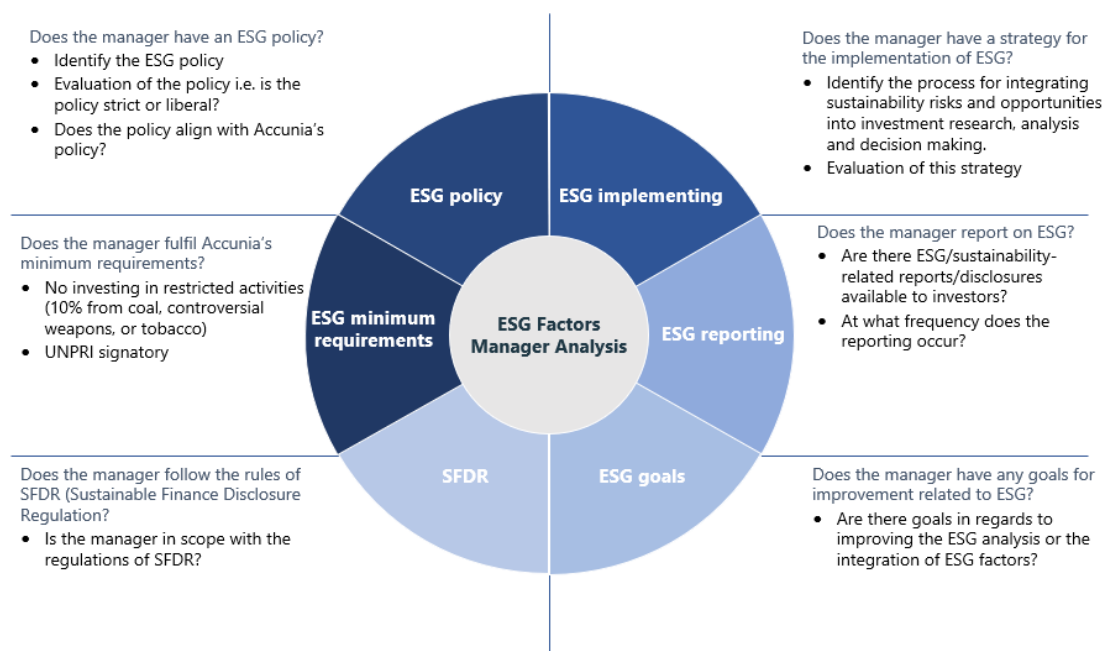 Does the manager have an ESG policy?
• Identify the ESG policy
• Evaluation of the policy i.e. is the
policy strict or liberal?
• Does the policy align with Accunia's
policy?
Does the manager have a strategy for
the implementation of ESG?
• Identify the process for integrating
sustainability risks and opportunities
into investment research, analysis
and decision making.
• Evaluation of this strategy
ESG policy
ESG implementing
Does the manager fulfil Accunia's
minimum requirements?
• No investing in restricted activities
(10% from coal, controversial
weapons, or tobacco)
• UNPRI signatory
ESG minimum
requirements
ESG Factors
Manager Analysis
ESG reporting
Does the manager report on ESG?
• Are there ESG/sustainability-
related reports/disclosures
available to investors?
• At what frequency does the
reporting occur?
Does the manager follow the rules of
SFDR (Sustainable Finance Disclosure
Regulation?
• Is the manager in scope with the
regulations of SFDR?
SFDR
ESG goals
Does the manager have any goals for
improvement related to ESG?
• Are there goals in regards to
improving the ESG analysis or the
integration of ESG factors?